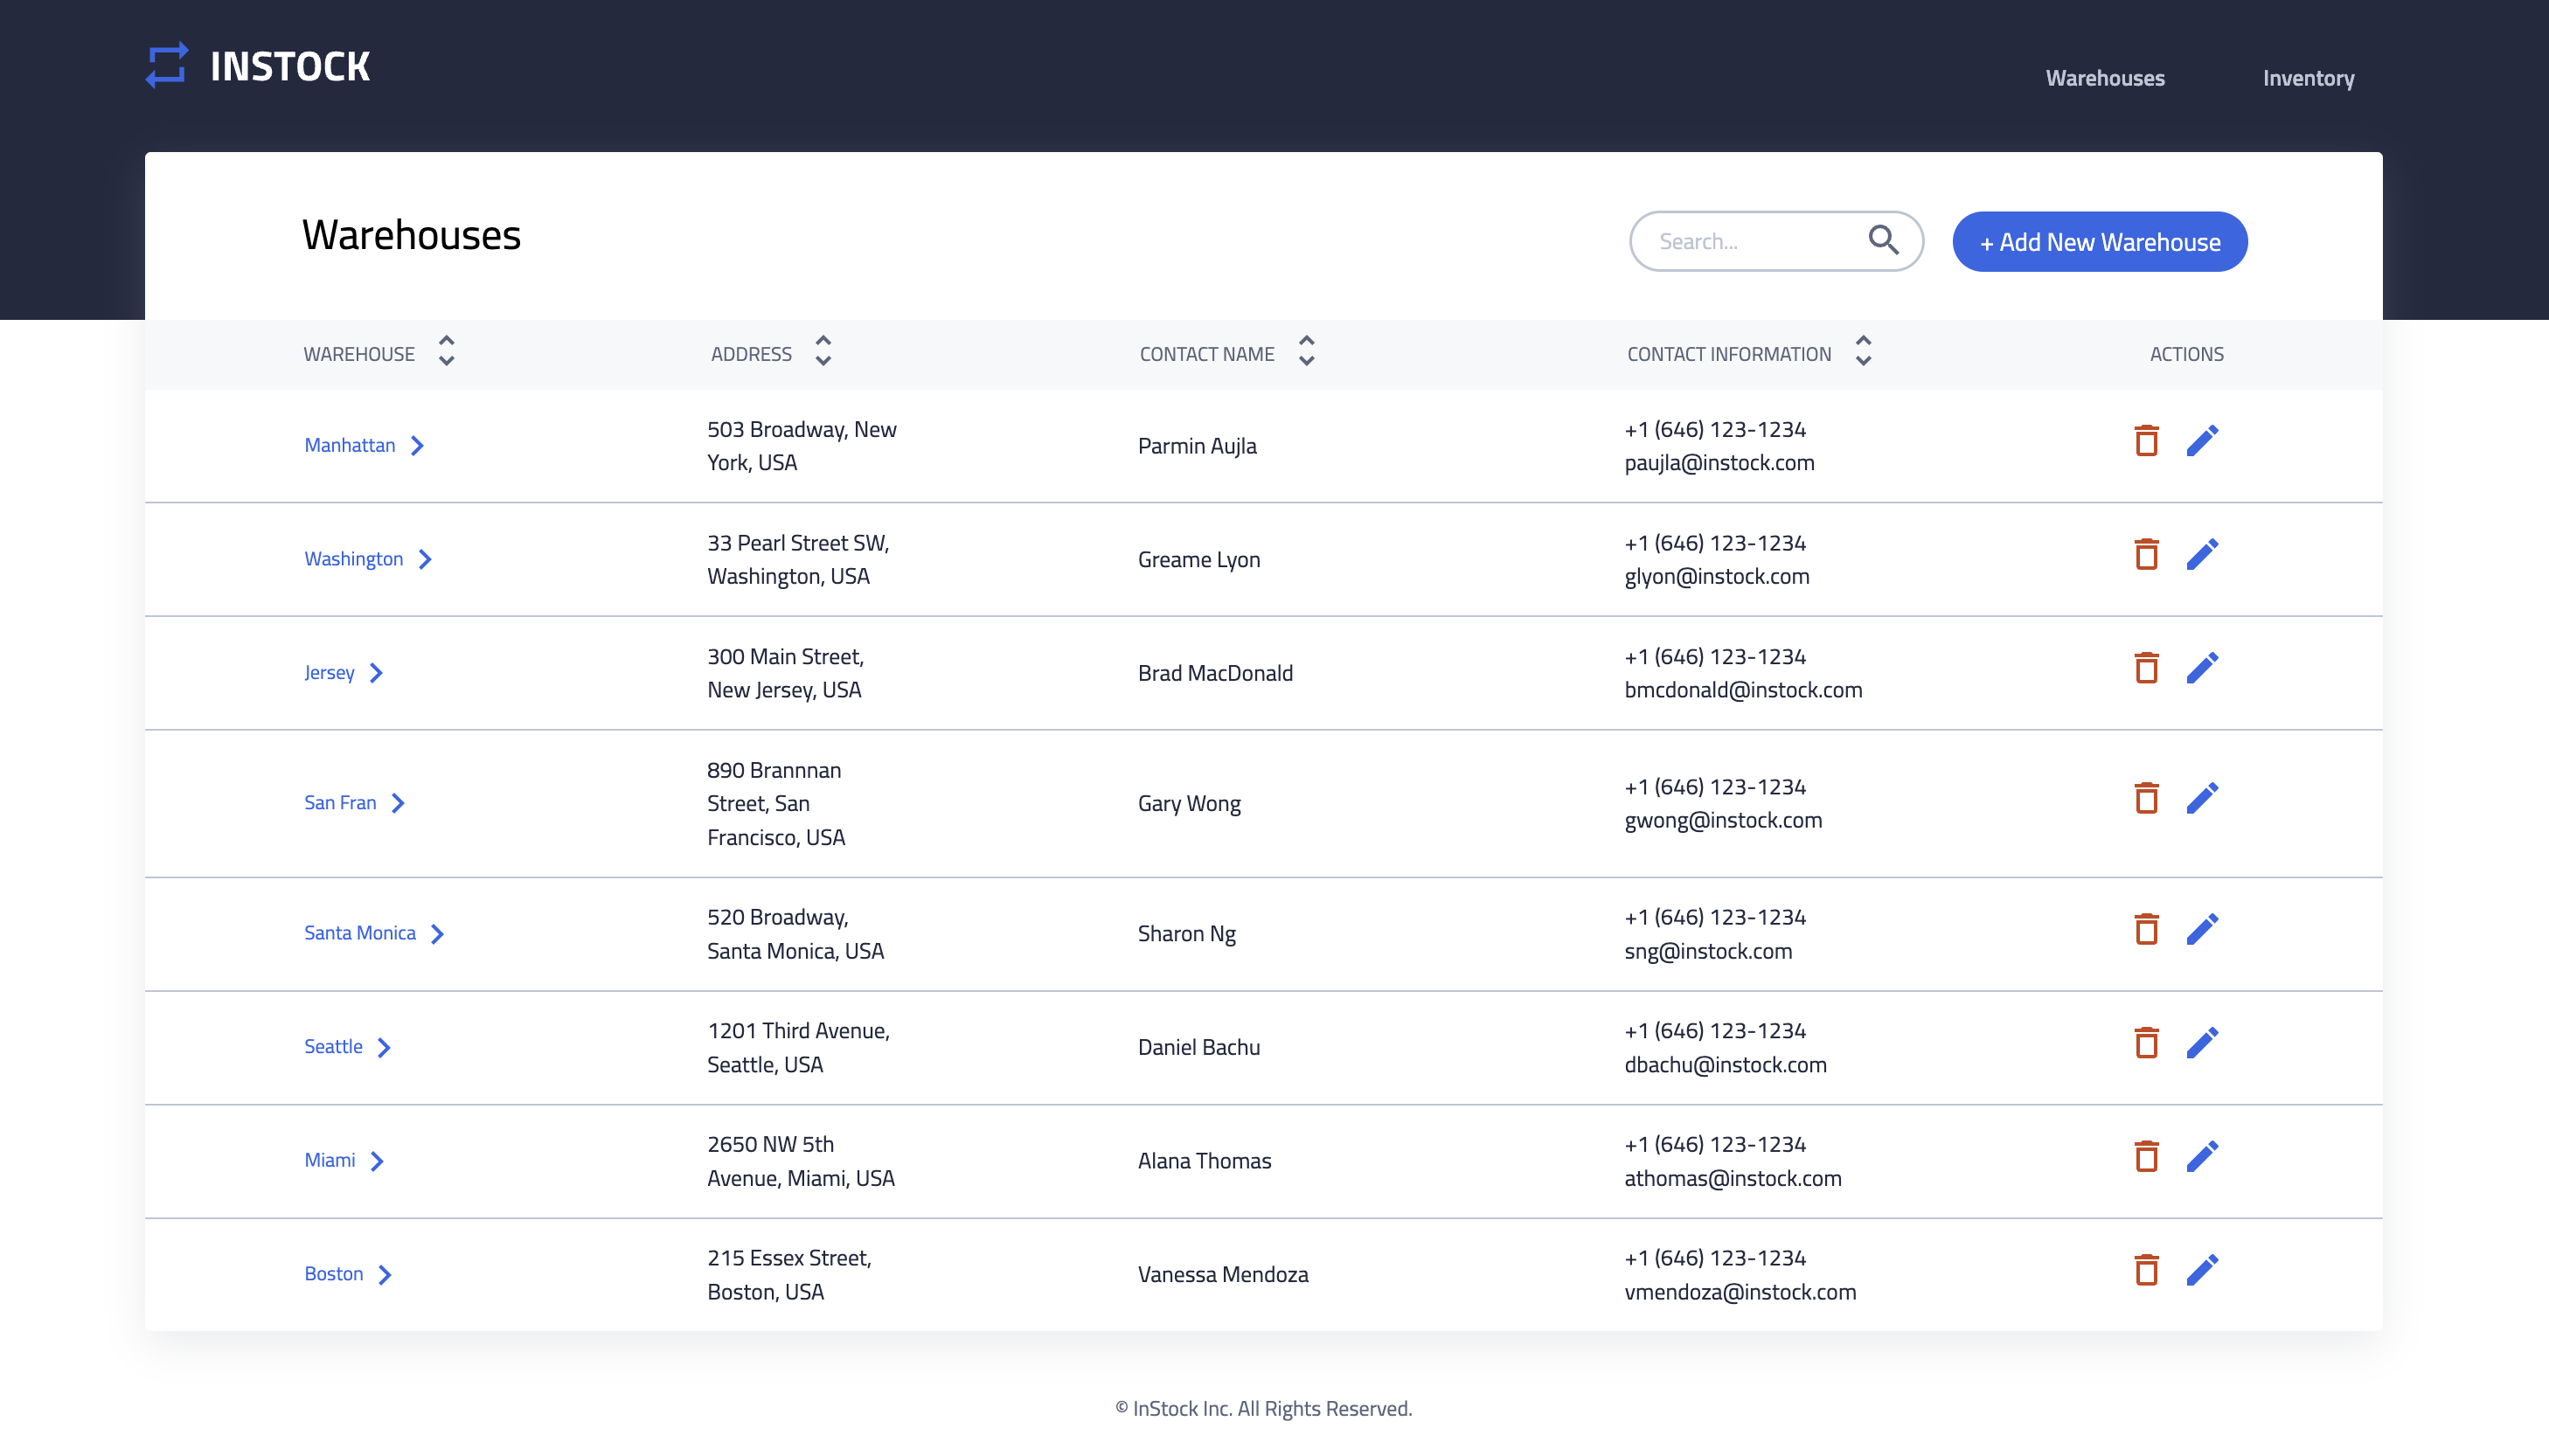 INSTOCK
Warehouses
Inventory
Warehouses
Search...
+ Add New Warehouse
WAREHOUSE
ADDRESS
CONTACT NAME
CONTACT INFORMATION
ACTIONS
Manhattan
503 Broadway, New
York, USA
Parmin Aujla
+1 (646) 123-1234
paujla@instock.com
Washington
33 Pearl Street SW,
Washington, USA
Greame Lyon
+1 (646) 123-1234
glyon@instock.com
Jersey
300 Main Street,
New Jersey, USA
Brad MacDonald
+1 (646) 123-1234
bmcdonald@instock.com
San Fran
890 Brannnan
Street, San
Francisco, USA
Gary Wong
+1 (646) 123-1234
gwong@instock.com
Santa Monica
520 Broadway,
Santa Monica, USA
Sharon Ng
+1 (646) 123-1234
sng@instock.com
Seattle
1201 Third Avenue,
Seattle, USA
Daniel Bachu
+1 (646) 123-1234
dbachu@instock.com
Miami
2650 NW 5th
Avenue, Miami, USA
Alana Thomas
+1 (646) 123-1234
athomas@instock.com
Boston
215 Essex Street,
Boston, USA
Vanessa Mendoza
+1 (646) 123-1234
vmendoza@instock.com
© InStock Inc. All Rights Reserved.